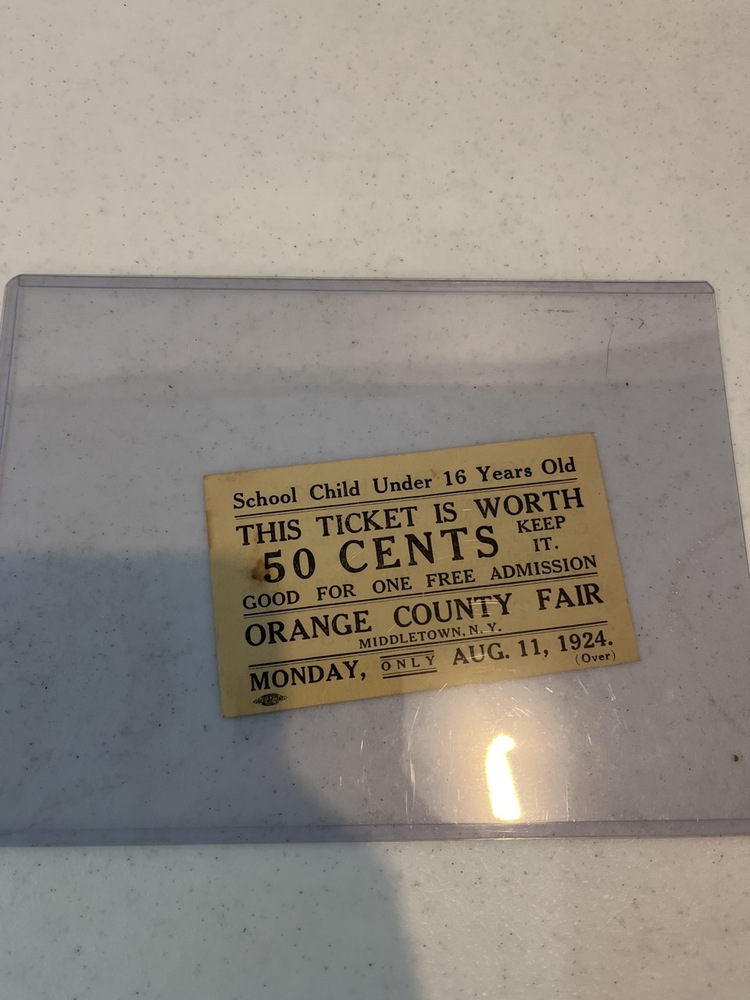 School Child Under 16 Years Old
THIS TICKET IS WORTH
50 CENTS KEEP IT.
GOOD FOR ONE FREE ADMISSION
ORANGE COUNTY FAIR
MIDDLETOWN, N. Y.
MONDAY, ONLY AUG. 11, 1924.
(Over)